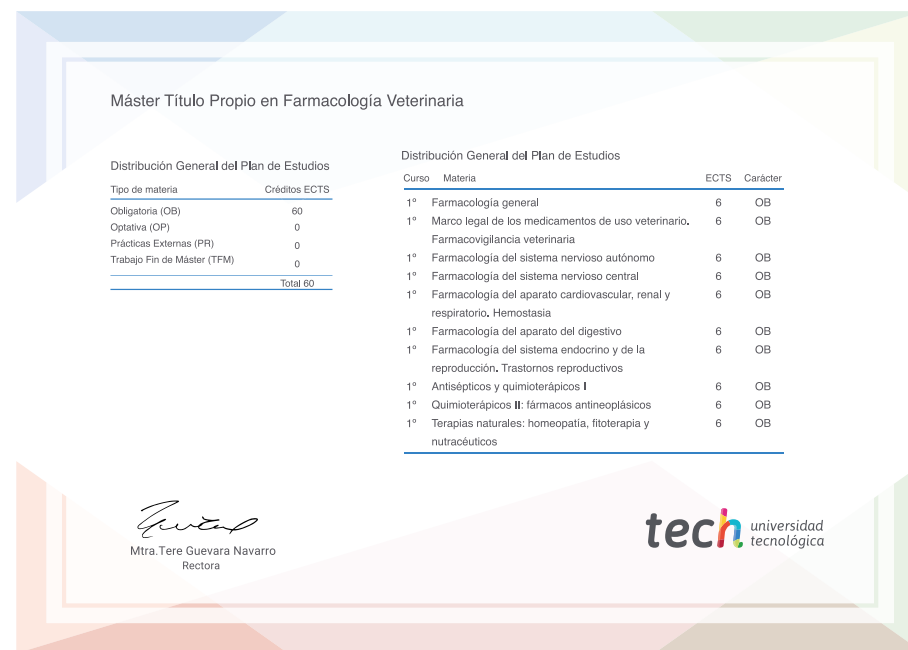 Máster Título Propio en Farmacología Veterinaria
Distribución General del Plan de Estudios
Tipo de materia Créditos ECTS
Obligatoria (OB) 60
Optativa (OP) 0
Prácticas Externas (PR) 0
Trabajo Fin de Máster (TFM) 0
Total 60
Distribución General del Plan de Estudios
Curso Materia ECTS Carácter
1º Farmacología general 6 OB
1º Marco legal de los medicamentos de uso veterinario. 6 OB
Farmacovigilancia veterinaria
1º Farmacología del sistema nervioso autónomo 6 OB
1º Farmacología del sistema nervioso central 6 OB
1º Farmacología del aparato cardiovascular, renal y 6 OB
respiratorio. Hemostasia
1º Farmacología del aparato del digestivo 6 OB
1º Farmacología del sistema endocrino y de la 6 OB
reproducción. Trastornos reproductivos
1º Antisépticos y quimioterápicos I 6 OB
1º Quimioterápicos II: fármacos antineoplásicos 6 OB
1º Terapias naturales: homeopatía, fitoterapia y 6 OB
nutracéuticos
Mtra.Tere Guevara Navarro
Rectora
tech universidad
tecnológica